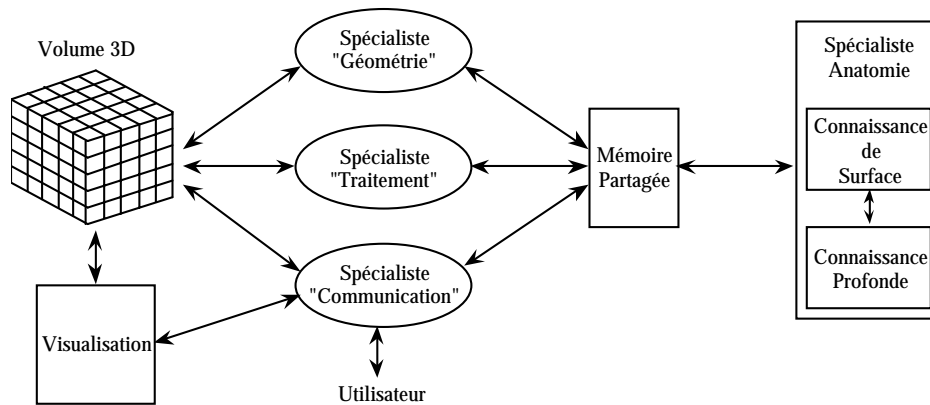 Volume 3D
Spécialiste
"Géométrie"
Spécialiste
"Traitement"
Spécialiste
"Communication"
Visualisation
Utilisateur
Mémoire
Partagée
Spécialiste
Anatomie
Connaissance
de
Surface
Connaissance
Profonde